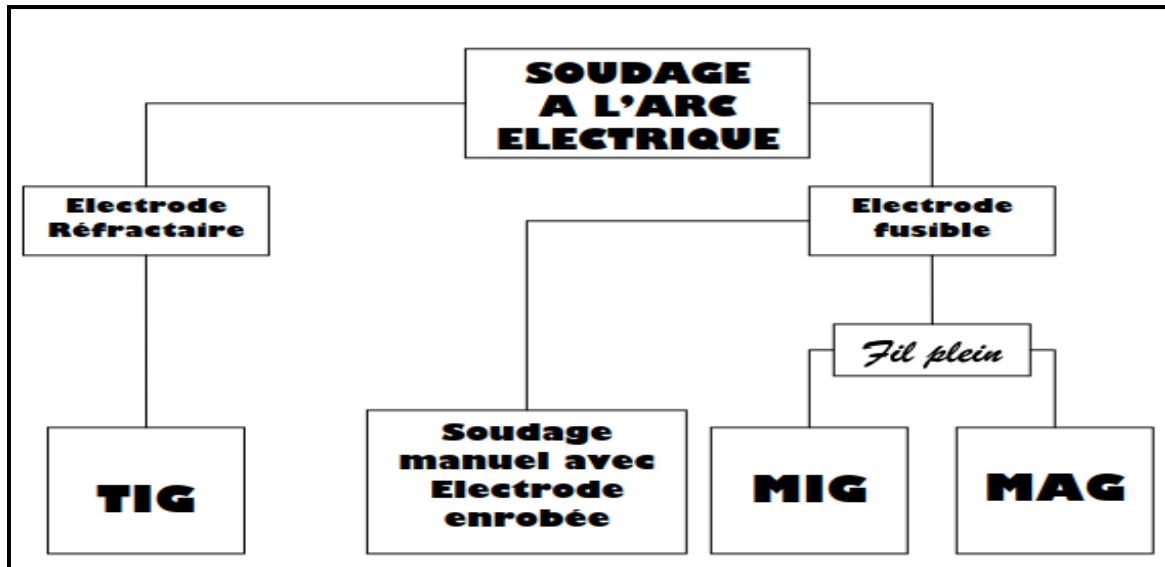 SOUDAGE
A L'ARC
ELECTRIQUE
Electrode
Réfractaire
Electrode
fusible
Fil plein
TIG
Soudage
manuel avec
Electrode
enrobée
MIG
MAG